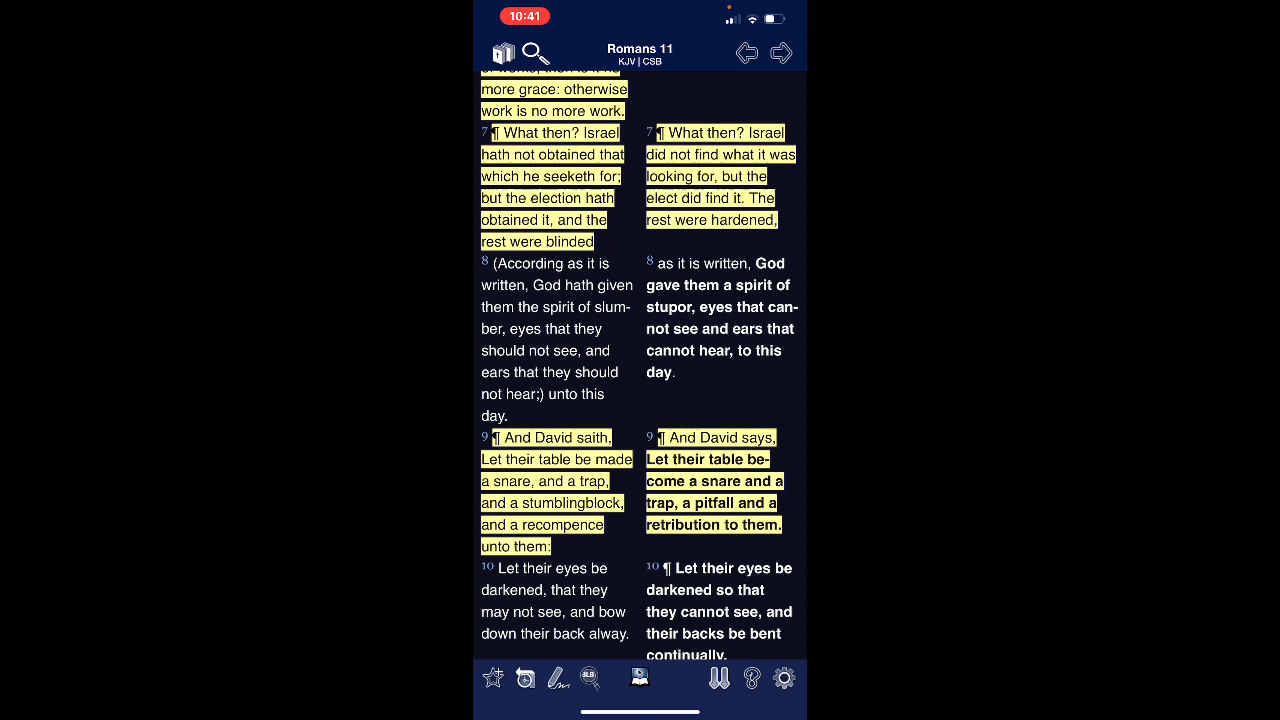 10:41
Romans 11
KJV | CSB
more grace: otherwise
work is no more work.
7 ¶ What then? Israel
hath not obtained that
which he seeketh for;
but the election hath
obtained it, and the
rest were blinded
8 (According as it is
written, God hath given
them the spirit of slum-
ber, eyes that they
should not see, and
ears that they should
not hear;) unto this
day.
9 ¶ And David saith,
Let their table be made
a snare, and a trap,
and a stumblingblock,
and a recompence
unto them:
10 Let their eyes be
darkened, that they
may not see, and bow
down their back alway.
7 ¶ What then? Israel
did not find what it was
looking for, but the
elect did find it. The
rest were hardened,
8 as it is written, God
gave them a spirit of
stupor, eyes that can-
not see and ears that
cannot hear, to this
day.
9 ¶ And David says,
Let their table be-
come a snare and a
trap, a pitfall and a
retribution to them.
10 ¶ Let their eyes be
darkened so that
they cannot see, and
their backs be bent
continually.
BLB